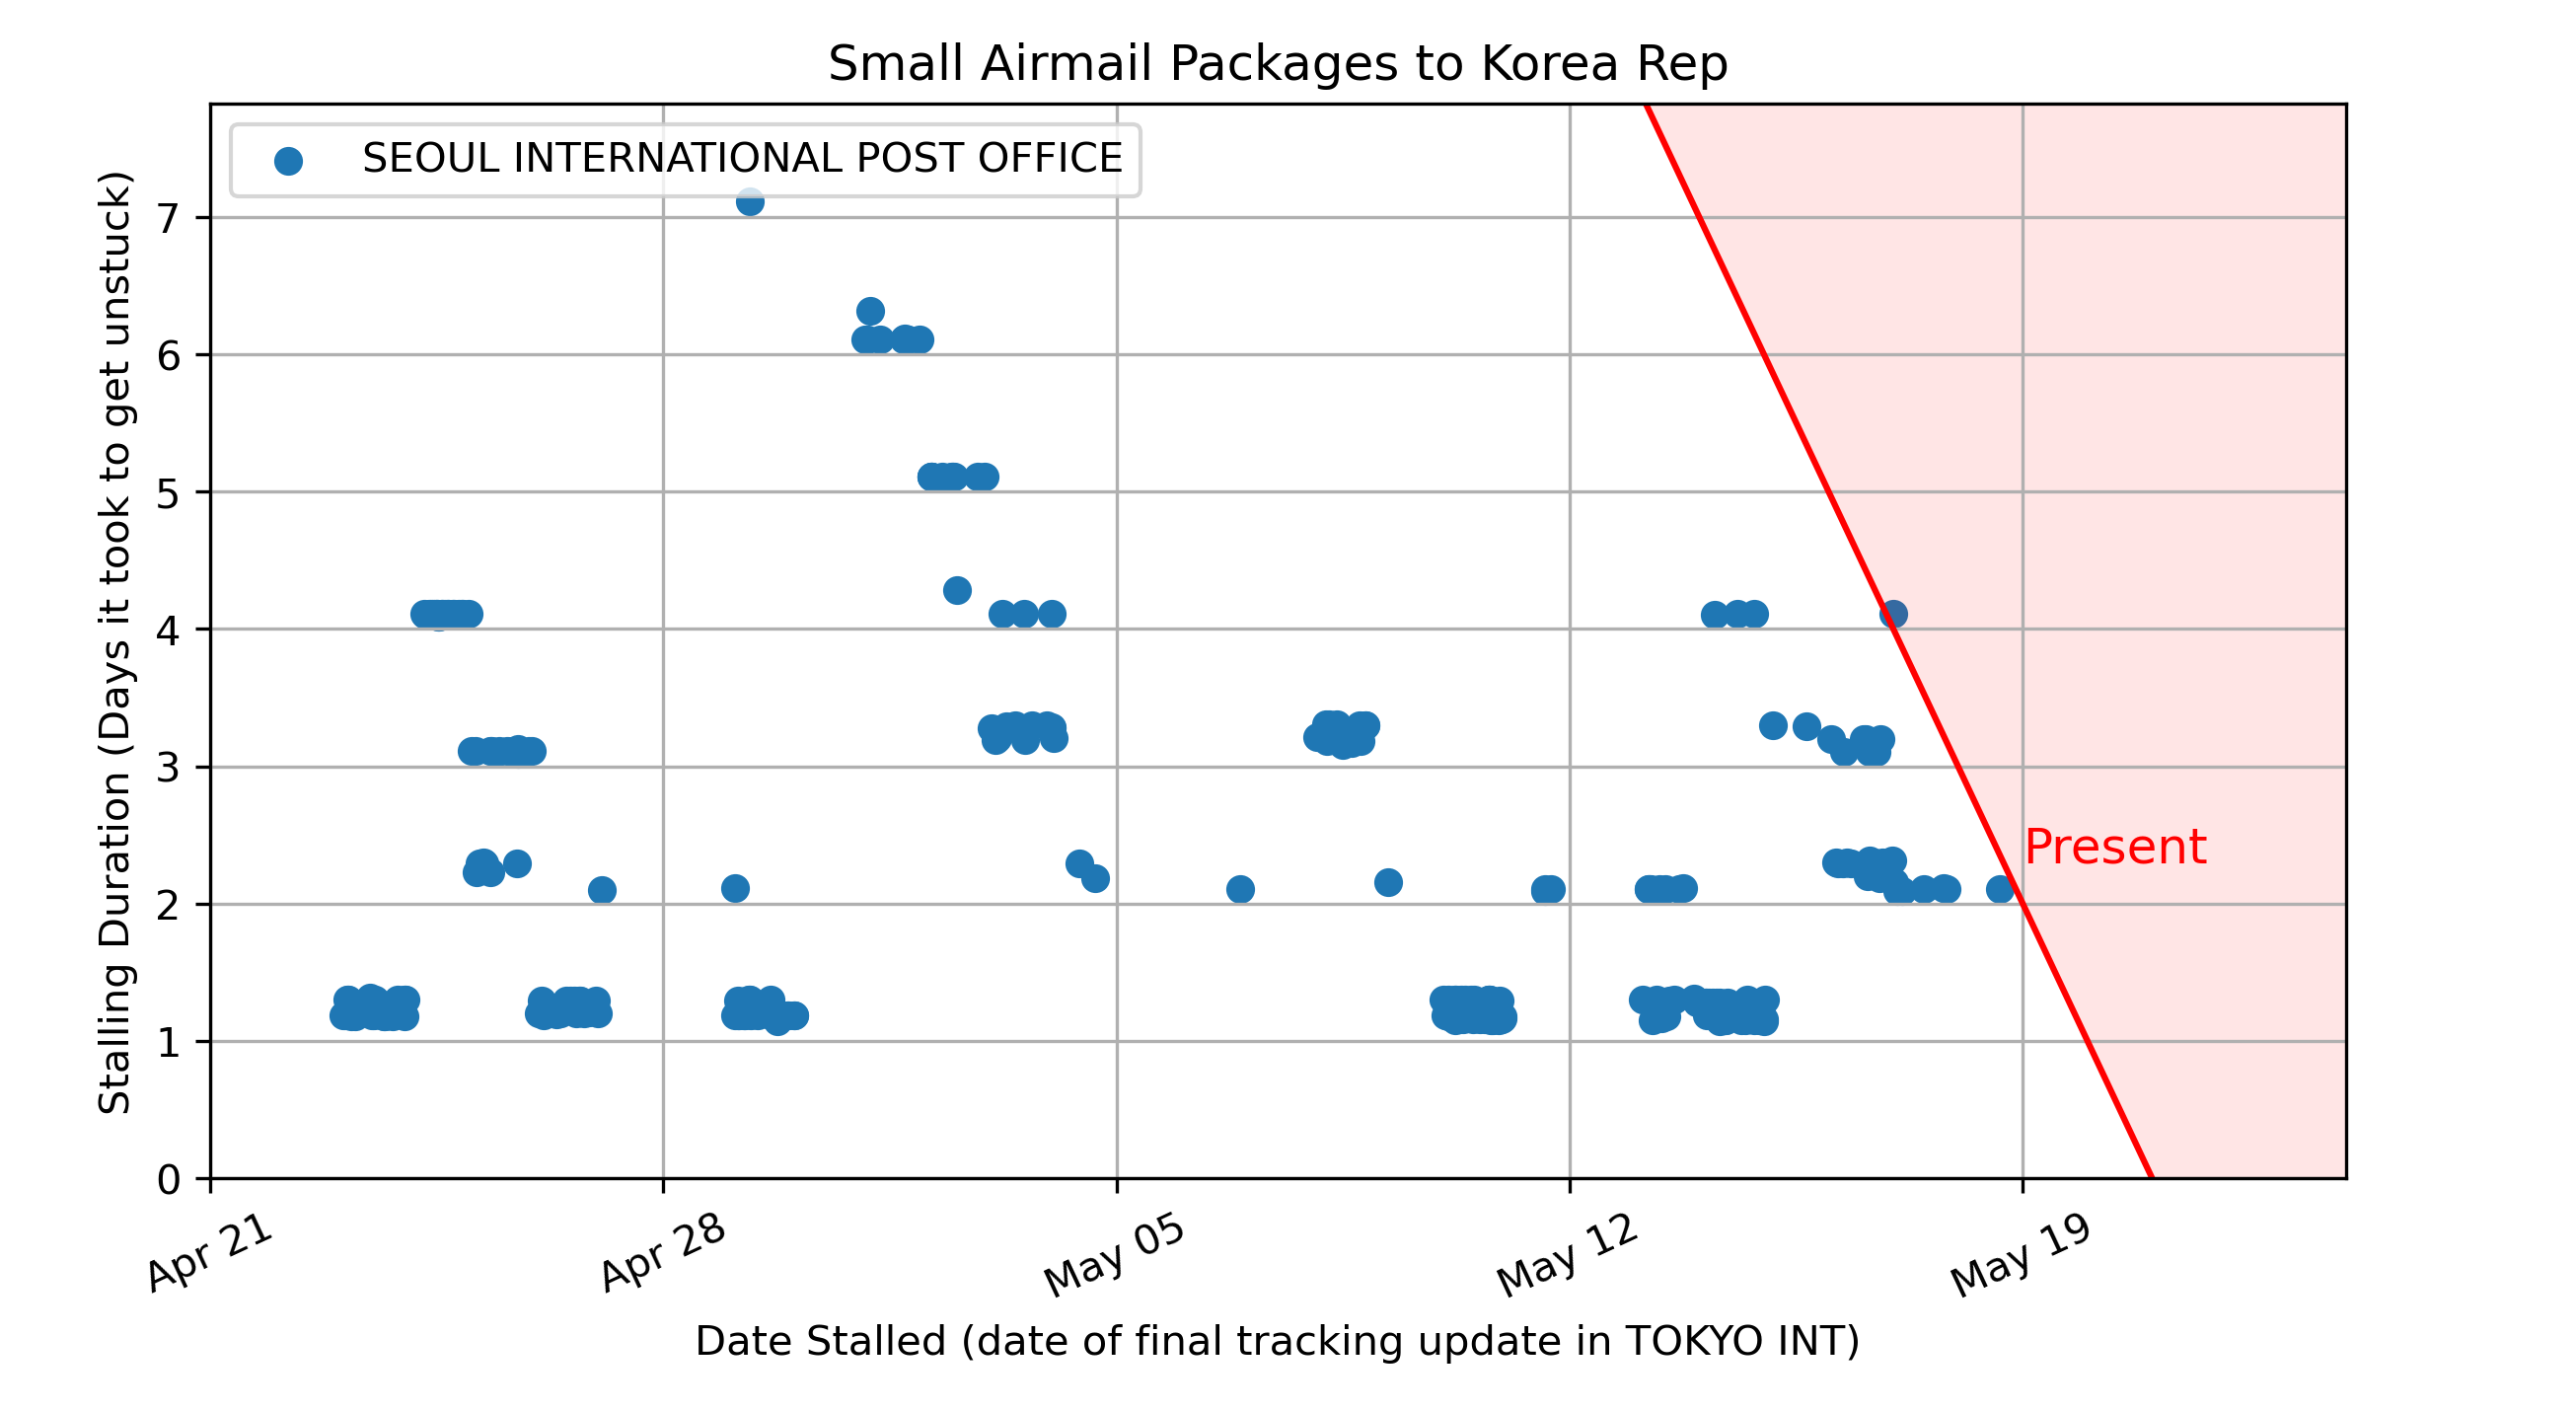 Small Airmail Packages to Korea Rep
SEOUL INTERNATIONAL POST OFFICE
Stalling Duration (Days it took to get unstuck)
7
6
5
4
3
2
1
0
Present
Apr 21
Apr 28
May 05
May 12
May 19
Date Stalled (date of final tracking update in TOKYO INT)